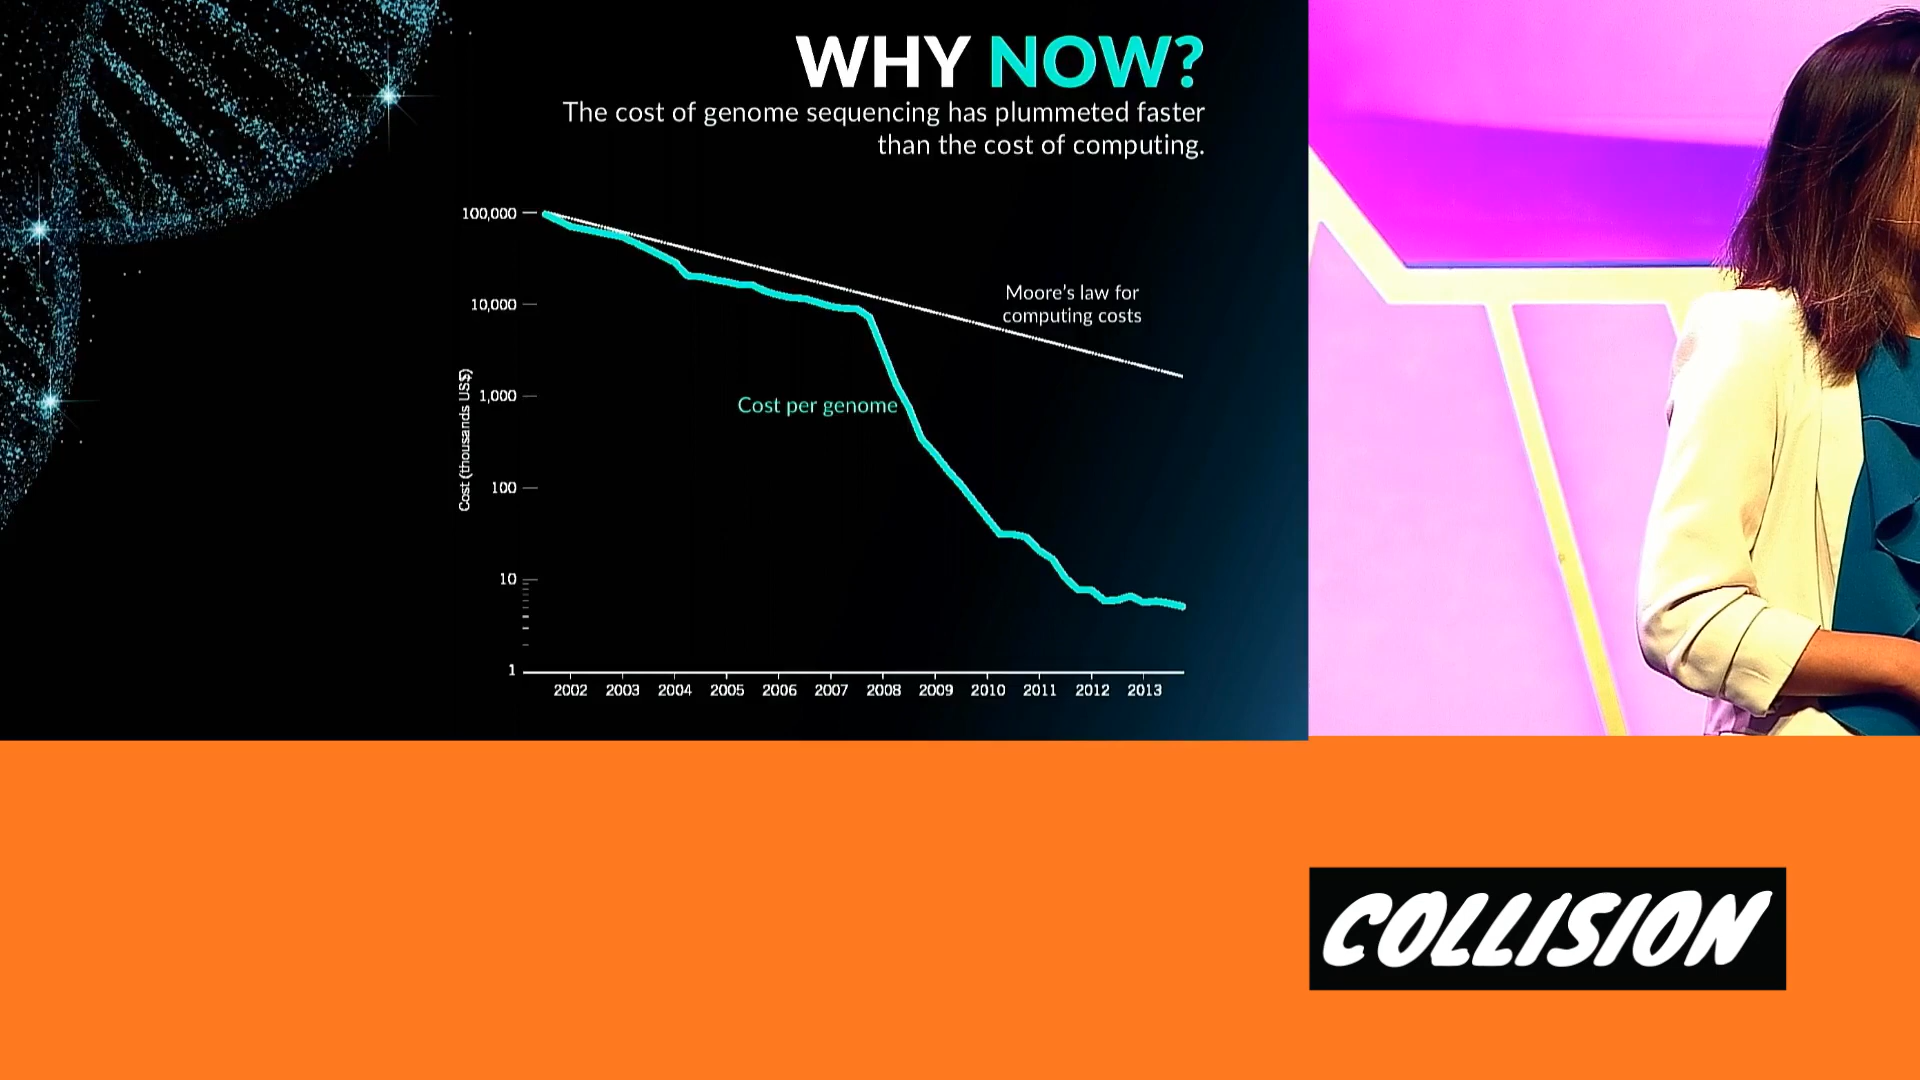 WHY NOW?
The cost of genome sequencing has plummeted faster
than the cost of computing.
Cost (thousands US$)
100,000
10,000
1,000
100
10
1
Moore's law for
computing costs
Cost per genome
2002 2003 2004 2005 2006 2007 2008 2009 2010 2011 2012 2013
COLLISION